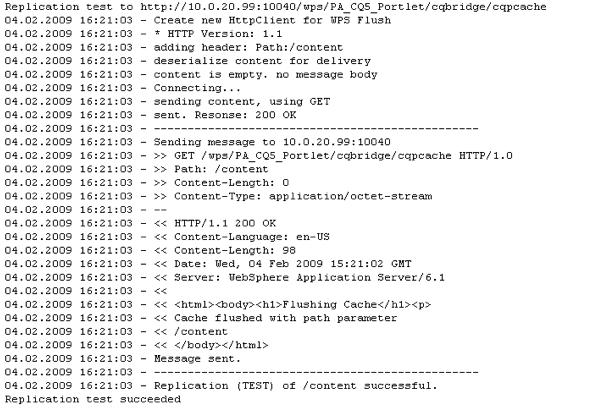 Replication test to http://10.0.20.99:10040/wps/PA_CQ5_Portlet/cqbridge/cqpcache
04.02.2009 16:21:03 - Create new HttpClient for WPS Flush
04.02.2009 16:21:03 - * HTTP Version: 1.1
04.02.2009 16:21:03 - adding header: Path:/content
04.02.2009 16:21:03 - deserialize content for delivery
04.02.2009 16:21:03 - content is empty. no message body
04.02.2009 16:21:03 - Connecting...
04.02.2009 16:21:03 - sending content, using GET
04.02.2009 16:21:03 - sent. Resonse: 200 OK
04.02.2009 16:21:03 - ------------------------------------------------
04.02.2009 16:21:03 - Sending message to 10.0.20.99:10040
04.02.2009 16:21:03 - >> GET /wps/PA_CQ5_Portlet/cqbridge/cqpcache HTTP/1.0
04.02.2009 16:21:03 - >> Path: /content
04.02.2009 16:21:03 - >> Content-Length: 0
04.02.2009 16:21:03 - >> Content-Type: application/octet-stream
04.02.2009 16:21:03 - --
04.02.2009 16:21:03 - << HTTP/1.1 200 OK
04.02.2009 16:21:03 - << Content-Language: en-US
04.02.2009 16:21:03 - << Content-Length: 98
04.02.2009 16:21:03 - << Date: Wed, 04 Feb 2009 15:21:02 GMT
04.02.2009 16:21:03 - << Server: WebSphere Application Server/6.1
04.02.2009 16:21:03 - <<
04.02.2009 16:21:03 - << <html><body><h1>Flushing Cache</h1><p>
04.02.2009 16:21:03 - << Cache flushed with path parameter
04.02.2009 16:21:03 - << /content
04.02.2009 16:21:03 - << </body></html>
04.02.2009 16:21:03 - Message sent.
04.02.2009 16:21:03 - ------------------------------------------------
04.02.2009 16:21:03 - Replication (TEST) of /content successful.
Replication test succeeded